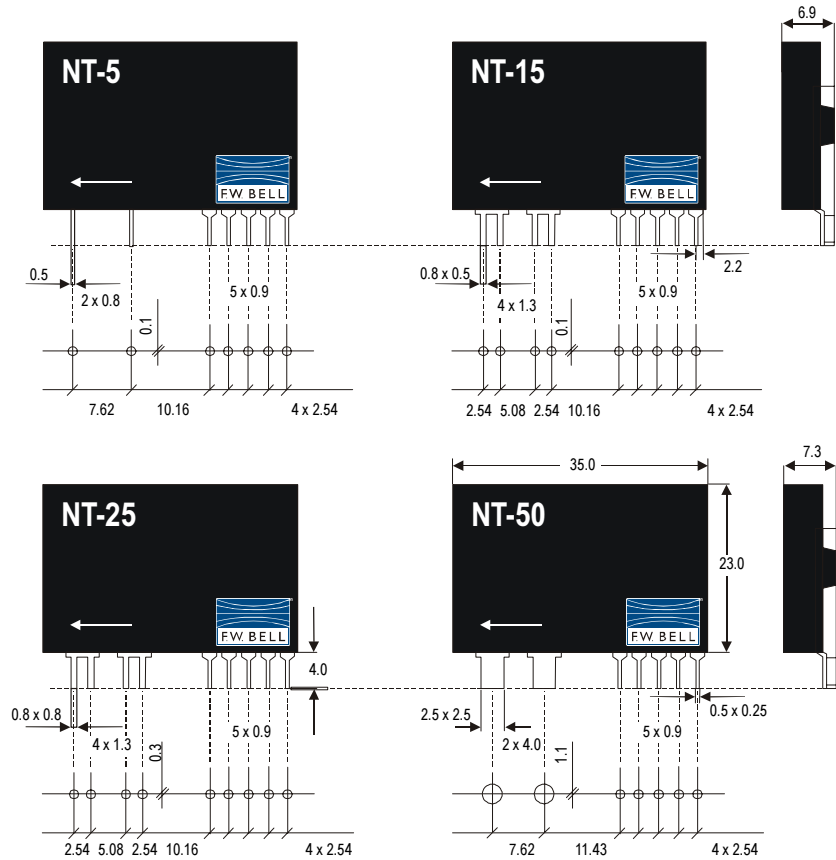 6.9
NT-5
NT-15
F.W. BELL
F.W. BELL
0.5
2 x 0.8
5 x 0.9
0.1
0.8 x 0.5
4 x 1.3
5 x 0.9
2.2
0.1
7.62 10.16 4 x 2.54
2.54 5.08 2.54 10.16 4 x 2.54
35.0
7.3
NT-25
NT-50
23.0
F.W. BELL
F.W. BELL
4.0
0.8 x 0.8
4 x 1.3
5 x 0.9
0.3
2.5 x 2.5
2 x 4.0
5 x 0.9
0.5 x 0.25
1.1
2.54 5.08 2.54 10.16 4 x 2.54
7.62 11.43 4 x 2.54